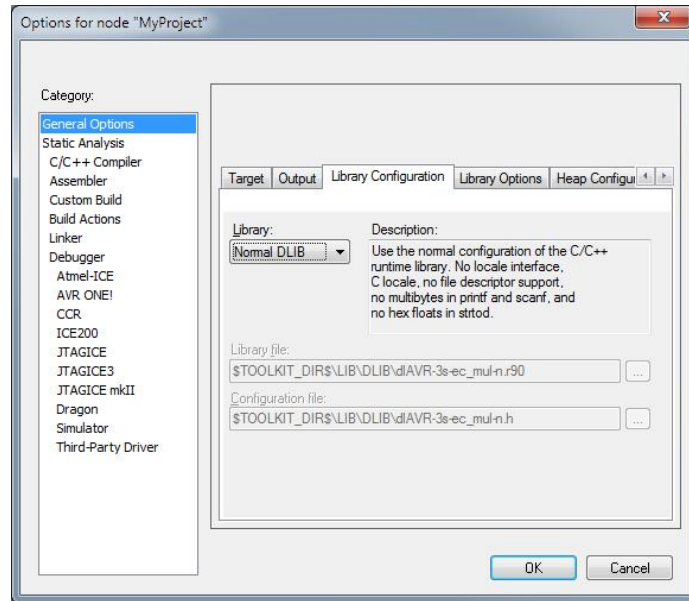 Options for node "MyProject"
Category:
General Options
Static Analysis
C/C++ Compiler
Assembler
Custom Build
Build Actions
Linker
Debugger
Atmel-ICE
AVR ONE!
CCR
ICE200
JTAGICE
JTAGICE3
JTAGICE mkII
Dragon
Simulator
Third-Party Driver
Target Output Library Configuration Library Options Heap Configur
Library: Description:
Normal DLIB
Use the normal configuration of the C/C++
runtime library. No locale interface,
C locale, no file descriptor support,
no multibytes in printf and scanf, and
no hex floats in strtod.
Library file:
$TOOLKIT_DIR$\LIB\DLIB\dlAVR-3s-ec_mul-n.r90
...
Configuration file:
$TOOLKIT_DIR$\LIB\DLIB\dlAVR-3s-ec_mul-n.h
...
OK Cancel